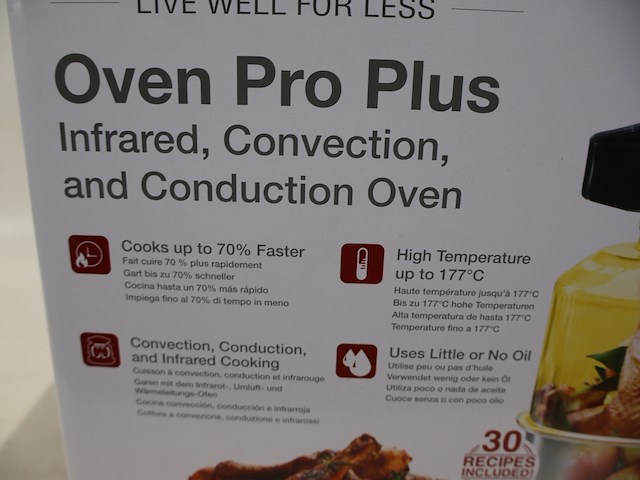 LIVE WELL FOR LESS
Oven Pro Plus
Infrared, Convection,
and Conduction Oven
Cooks up to 70% Faster
Fait cuire 70 % plus rapidement
Gart bis zu 70% schneller
Cocina hasta un 70% más rápido
Impiega fino al 70% di tempo in meno
High Temperature
up to 177°C
Haute température jusqu'à 177°C
Bis zu 177°C hohe Temperaturen
Alta temperatura de hasta 177°C
Temperature fino a 177°C
Convection, Conduction,
and Infrared Cooking
Cuisson à convection, conduction et infrarouge
Garen mit dem Infrarot-, Umluft- und
Wärmeleitungs-Ofen
Cocina convección, conducción e infrarroja
Cottura a convezione, conduzione e infrarossi
Uses Little or No Oil
Utilise peu ou pas d'huile
Verwendet wenig oder kein Öl
Utiliza poco o nada de aceite
Cuoce senza o con poco olio
30
RECIPES
INCLUDED!